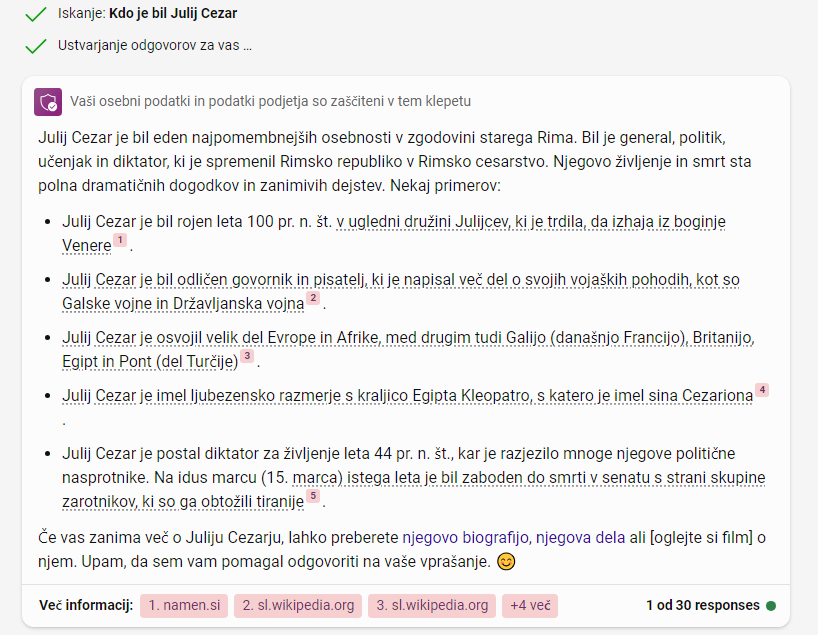 Iskanje: Kdo je bil Julij Cezar
Ustvarjanje odgovorov za vas ...
Vaši osebni podatki in podatki podjetja so zaščiteni v tem klepetu
Julij Cezar je bil eden najpomembnejših osebnosti v zgodovini starega Rima. Bil je general, politik,
učenjak in diktator, ki je spremenil Rimsko republiko v Rimsko cesarstvo. Njegovo življenje in smrt sta
polna dramatičnih dogodkov in zanimivih dejstev. Nekaj primerov:
• Julij Cezar je bil rojen leta 100 pr. n. št. v ugledni družini Julijcev, ki je trdila, da izhaja iz boginje
Venere 1 .
• Julij Cezar je bil odličen govornik in pisatelj, ki je napisal več del o svojih vojaških pohodih, kot so
Galske vojne in Državljanska vojna 2 .
• Julij Cezar je osvojil velik del Evrope in Afrike, med drugim tudi Galijo (današnjo Francijo), Britanijo,
Egipt in Pont (del Turčije) 3 .
• Julij Cezar je imel ljubezensko razmerje s kraljico Egipta Kleopatro, s katero je imel sina Cezariona 4
.
• Julij Cezar je postal diktator za življenje leta 44 pr. n. št., kar je razjezilo mnoge njegove politične
nasprotnike. Na idus marcu (15. marca) istega leta je bil zaboden do smrti v senatu s strani skupine
zarotnikov, ki so ga obtožili tiranije 5 .
Če vas zanima več o Juliju Cezarju, lahko preberete njegovo biografijo, njegova dela ali [oglejte si film] o
njem. Upam, da sem vam pomagal odgovoriti na vaše vprašanje. 😊
Več informacij: 1. namen.si 2. sl.wikipedia.org 3. sl.wikipedia.org +4 več 1 od 30 responses